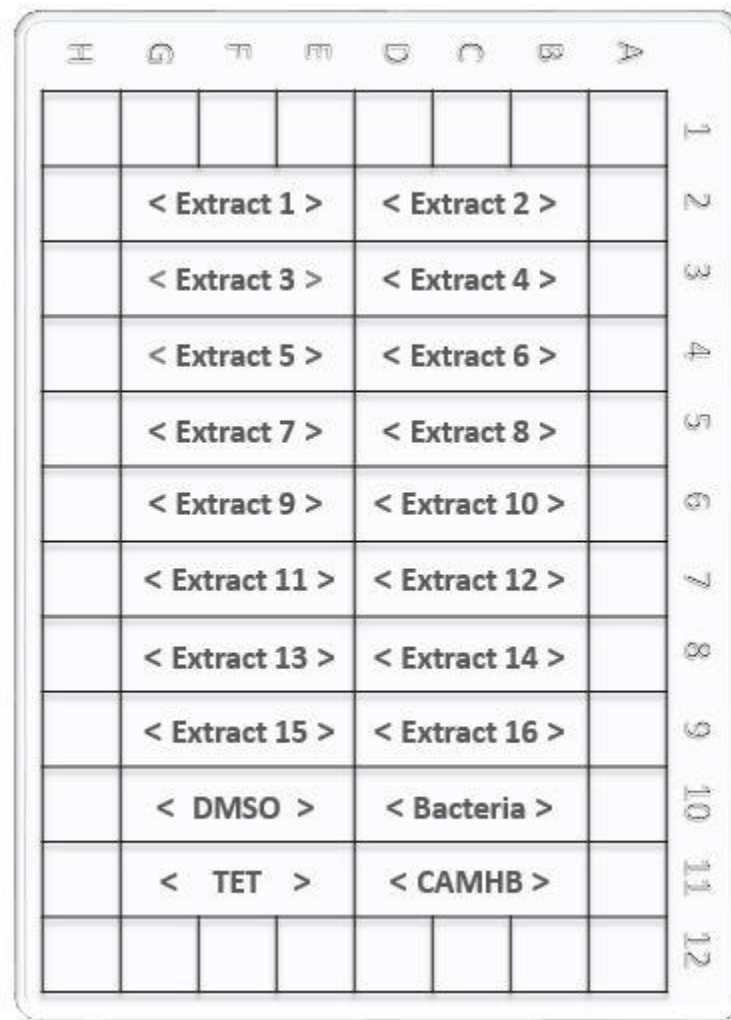 H G F E D C B A
1
< Extract 1 > < Extract 2 > 2
< Extract 3 > < Extract 4 > 3
< Extract 5 > < Extract 6 > 4
< Extract 7 > < Extract 8 > 5
< Extract 9 > < Extract 10 > 6
< Extract 11 > < Extract 12 > 7
< Extract 13 > < Extract 14 > 8
< Extract 15 > < Extract 16 > 9
< DMSO > < Bacteria > 10
< TET > < CAMHB > 11
12